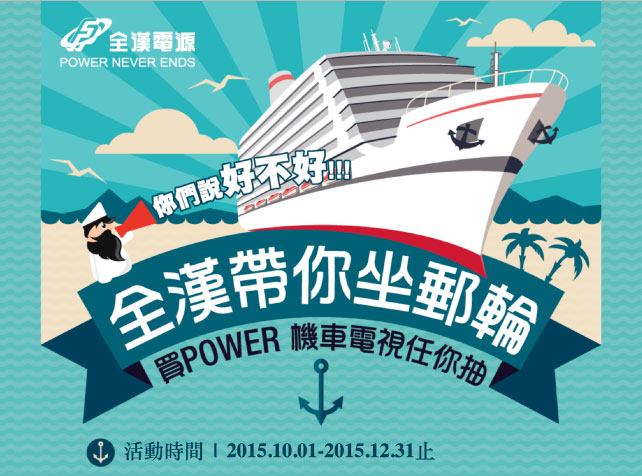 全漢電源
POWER NEVER ENDS
你們說好不好!!!
全漢帶你坐郵輪
買POWER 機車電視任你抽
活動時間 | 2015.10.01-2015.12.31止